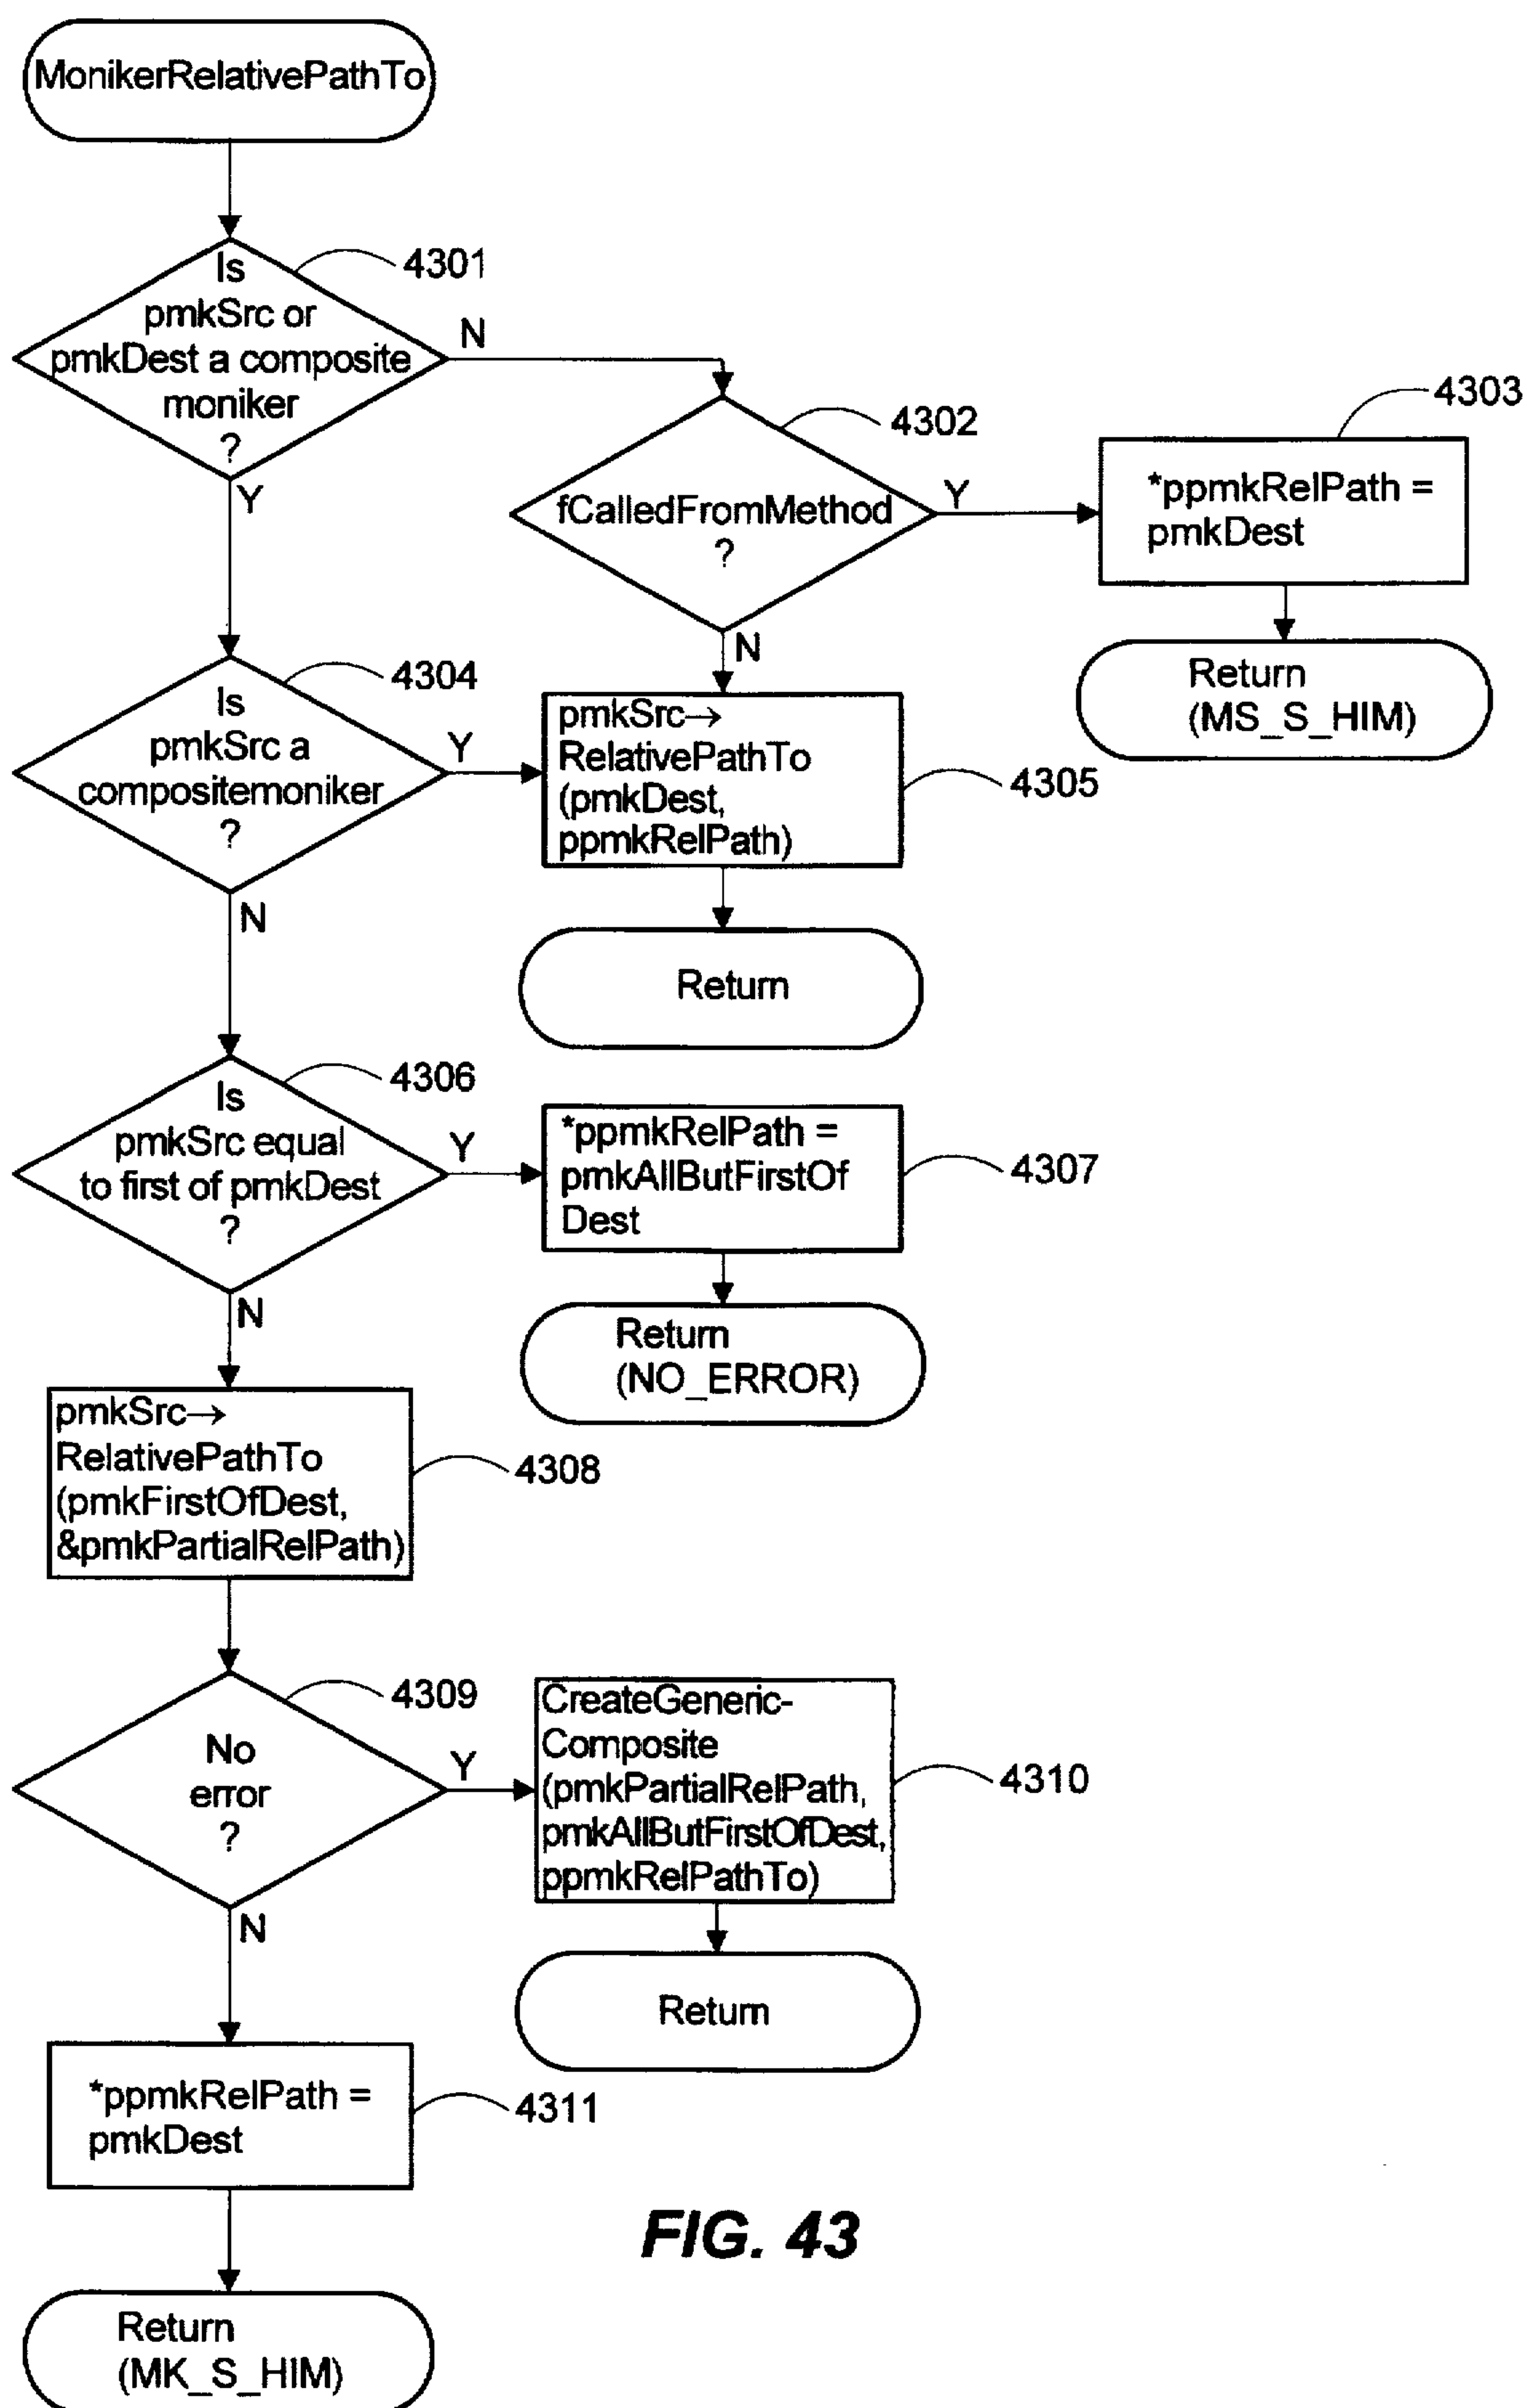 MonikerRelativePathTo
4301
Is
pmkSrc or
pmkDest a composite
moniker
?
N
Y
4302
fCalledFromMethod
?
Y
N
4303
*ppmkRelPath =
pmkDest
Return
(MS_S_HIM)
4304
Is
pmkSrc a
compositemoniker
?
Y
N
pmkSrc→
RelativePathTo
(pmkDest,
ppmkRelPath)
4305
Return
4306
Is
pmkSrc equal
to first of pmkDest
?
Y
N
*ppmkRelPath =
pmkAllButFirstOf
Dest
4307
Return
(NO_ERROR)
pmkSrc→
RelativePathTo
(pmkFirstOfDest,
&pmkPartialRelPath)
4308
4309
No
error
?
Y
N
CreateGeneric-
Composite
(pmkPartialRelPath,
pmkAllButFirstOfDest,
ppmkRelPathTo)
4310
Return
*ppmkRelPath =
pmkDest
4311
Return
(MK_S_HIM)
FIG. 43